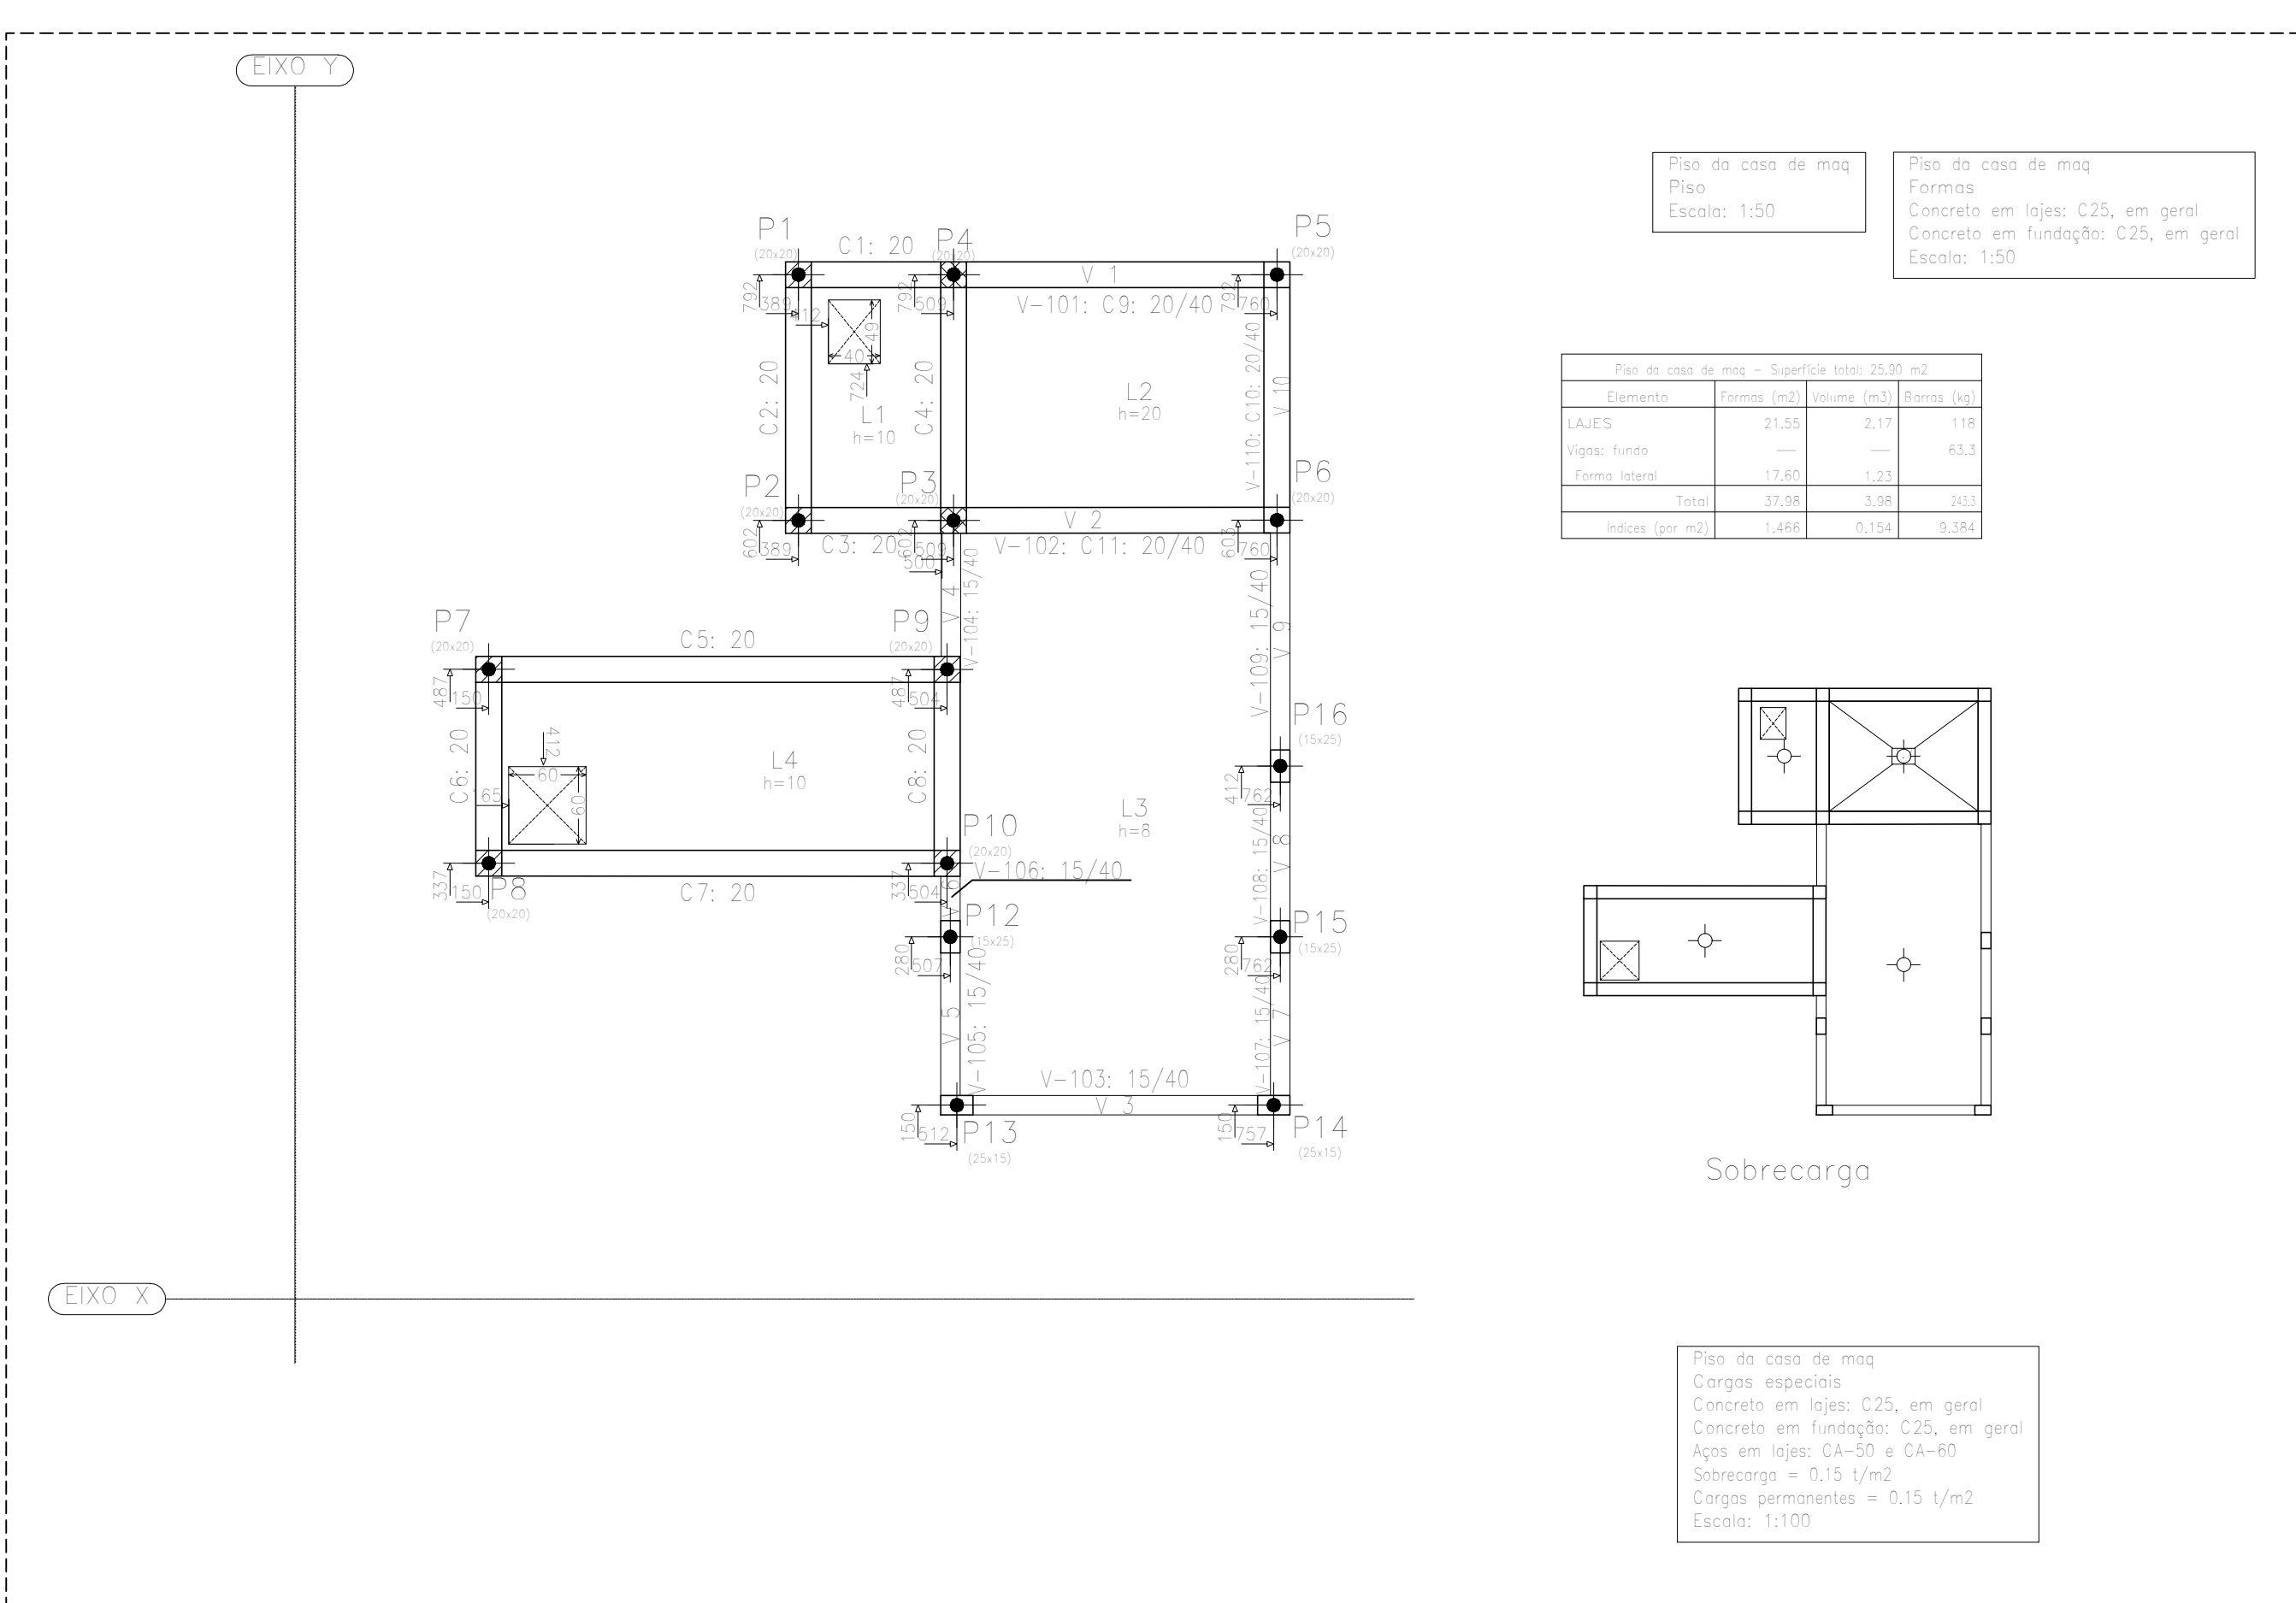 EIXO Y
Piso da casa de maq
Piso
Escala: 1:50
Piso da casa de maq
Formas
Concreto em lajes: C25, em geral
Concreto em fundação: C25, em geral
Escala: 1:50
P1
(20x20)
C1: 20
P4
(20x20)
P5
(20x20)
V 1
V-101: C9: 20/40
792
389
792
509
792
760
412
49
40
724
C2: 20
L1
h=10
C4: 20
L2
h=20
V-110: C10: 20/40
V 10
P2
(20x20)
P3
(20x20)
P6
(20x20)
V 2
602
389
C3: 20
602
509
500
V-102: C11: 20/40
603
760
Piso da casa de maq - Superfície total: 25.90 m2
Elemento Formas (m2) Volume (m3) Barras (kg)
LAJES 21.55 2.17 118
Vigas: fundo — — 63.3
Forma lateral 17.60 1.23
Total 37.98 3.98 243.3
Índices (por m2) 1.466 0.154 9.384
V 4
V-104: 15/40
V-109: 15/40
V 9
P7
(20x20)
C5: 20
P9
(20x20)
487
150
487
504
P16
(15x25)
412
762
C6: 20
412
60
60
165
L4
h=10
C8: 20
L3
h=8
V-108: 15/40
V 8
P10
(20x20)
V-106: 15/40
V 6
337
150
P8
(20x20)
C7: 20
337
504
P12
(15x25)
280
507
P15
(15x25)
280
762
V 5
V-105: 15/40
V-107: 15/40
V 7
V-103: 15/40
V 3
150
512
P13
(25x15)
150
757
P14
(25x15)
Sobrecarga
EIXO X
Piso da casa de maq
Cargas especiais
Concreto em lajes: C25, em geral
Concreto em fundação: C25, em geral
Aços em lajes: CA-50 e CA-60
Sobrecarga = 0.15 t/m2
Cargas permanentes = 0.15 t/m2
Escala: 1:100